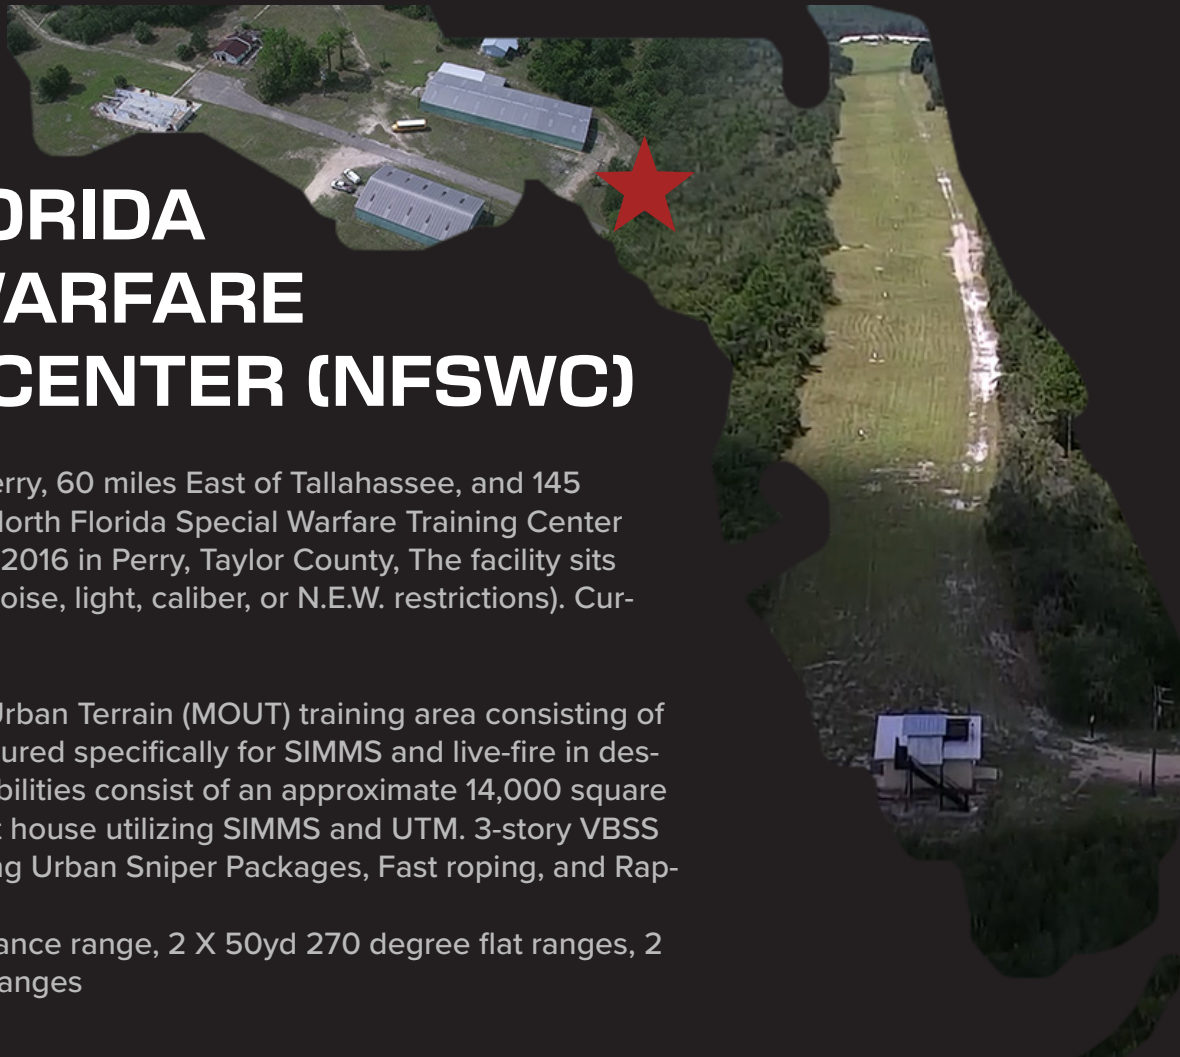 ORIDA
WARFARE
CENTER (NFSWC)
erry, 60 miles East of Tallahassee, and 145
North Florida Special Warfare Training Center
2016 in Perry, Taylor County, The facility sits
oise, light, caliber, or N.E.W. restrictions). Cur-
Urban Terrain (MOUT) training area consisting of
ured specifically for SIMMS and live-fire in des-
bilities consist of an approximate 14,000 square
t house utilizing SIMMS and UTM. 3-story VBSS
ng Urban Sniper Packages, Fast roping, and Rap-
ance range, 2 X 50yd 270 degree flat ranges, 2
anges